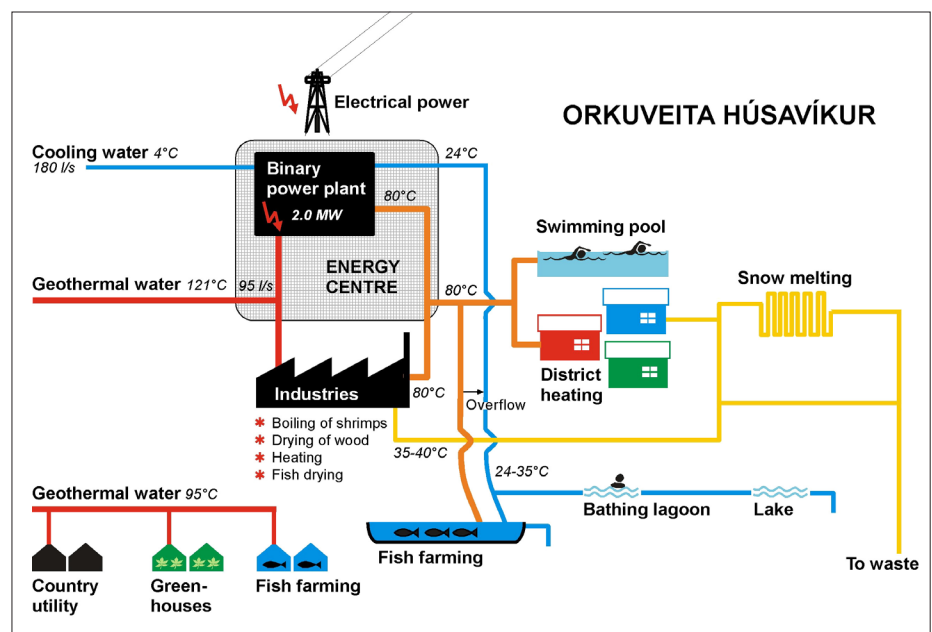 Electrical power
ORKUVEITA HÚSAVÍKUR
Cooling water 4°C
180 l/s
24°C
Binary
power plant
2.0 MW
80°C
Swimming pool
ENERGY
CENTRE
Geothermal water 121°C 95 l/s
80°C
Snow melting
District
heating
Industries
80°C
Overflow
* Boiling of shrimps
* Drying of wood
* Heating
* Fish drying
35-40°C
24-35°C
Geothermal water 95°C
Bathing lagoon
Lake
Fish farming
To waste
Country
utility
Green-
houses
Fish farming